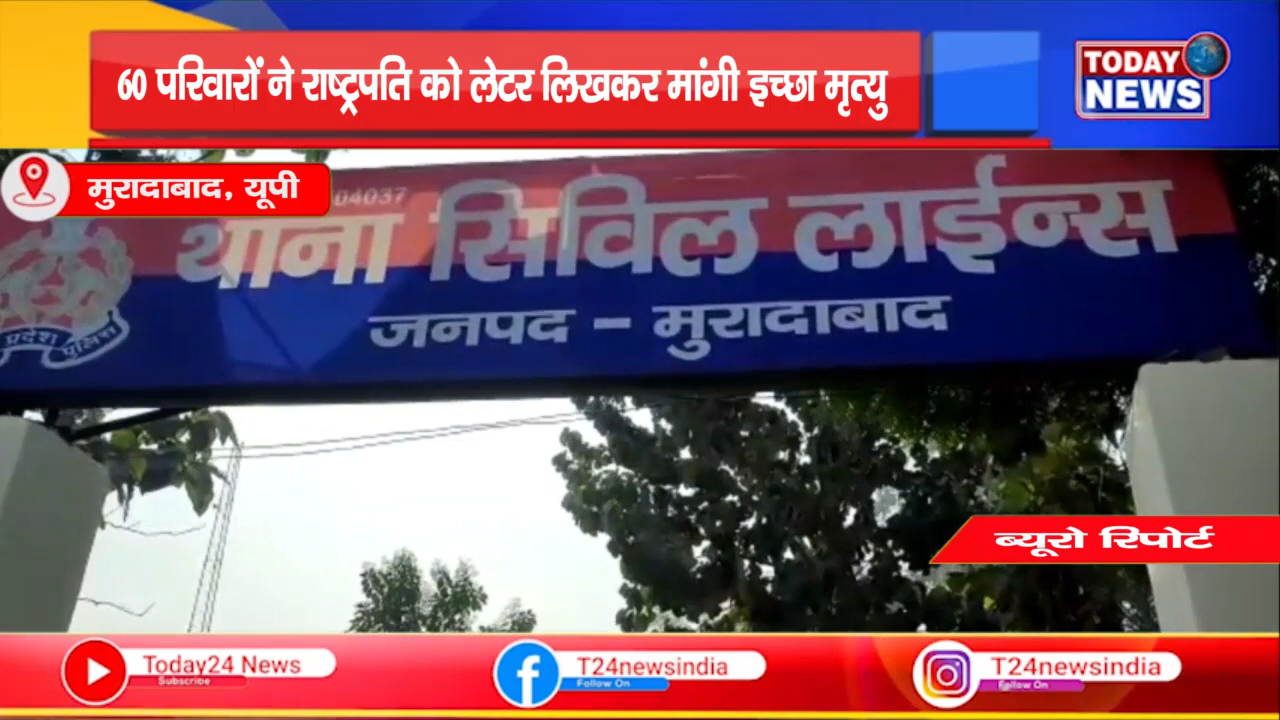 60 परिवारों ने राष्ट्रपति को लेटर लिखकर मांगी इच्छा मृत्यु
TODAY
NEWS
मुरादाबाद, यूपी
04037
थाना सिविल लाईन्स
जनपद – मुरादाबाद
प्रदेश पुलिस
ब्यूरो रिपोर्ट
Today24 News
Subscribe
T24newsindia
Follow On
T24newsindia
Follow On